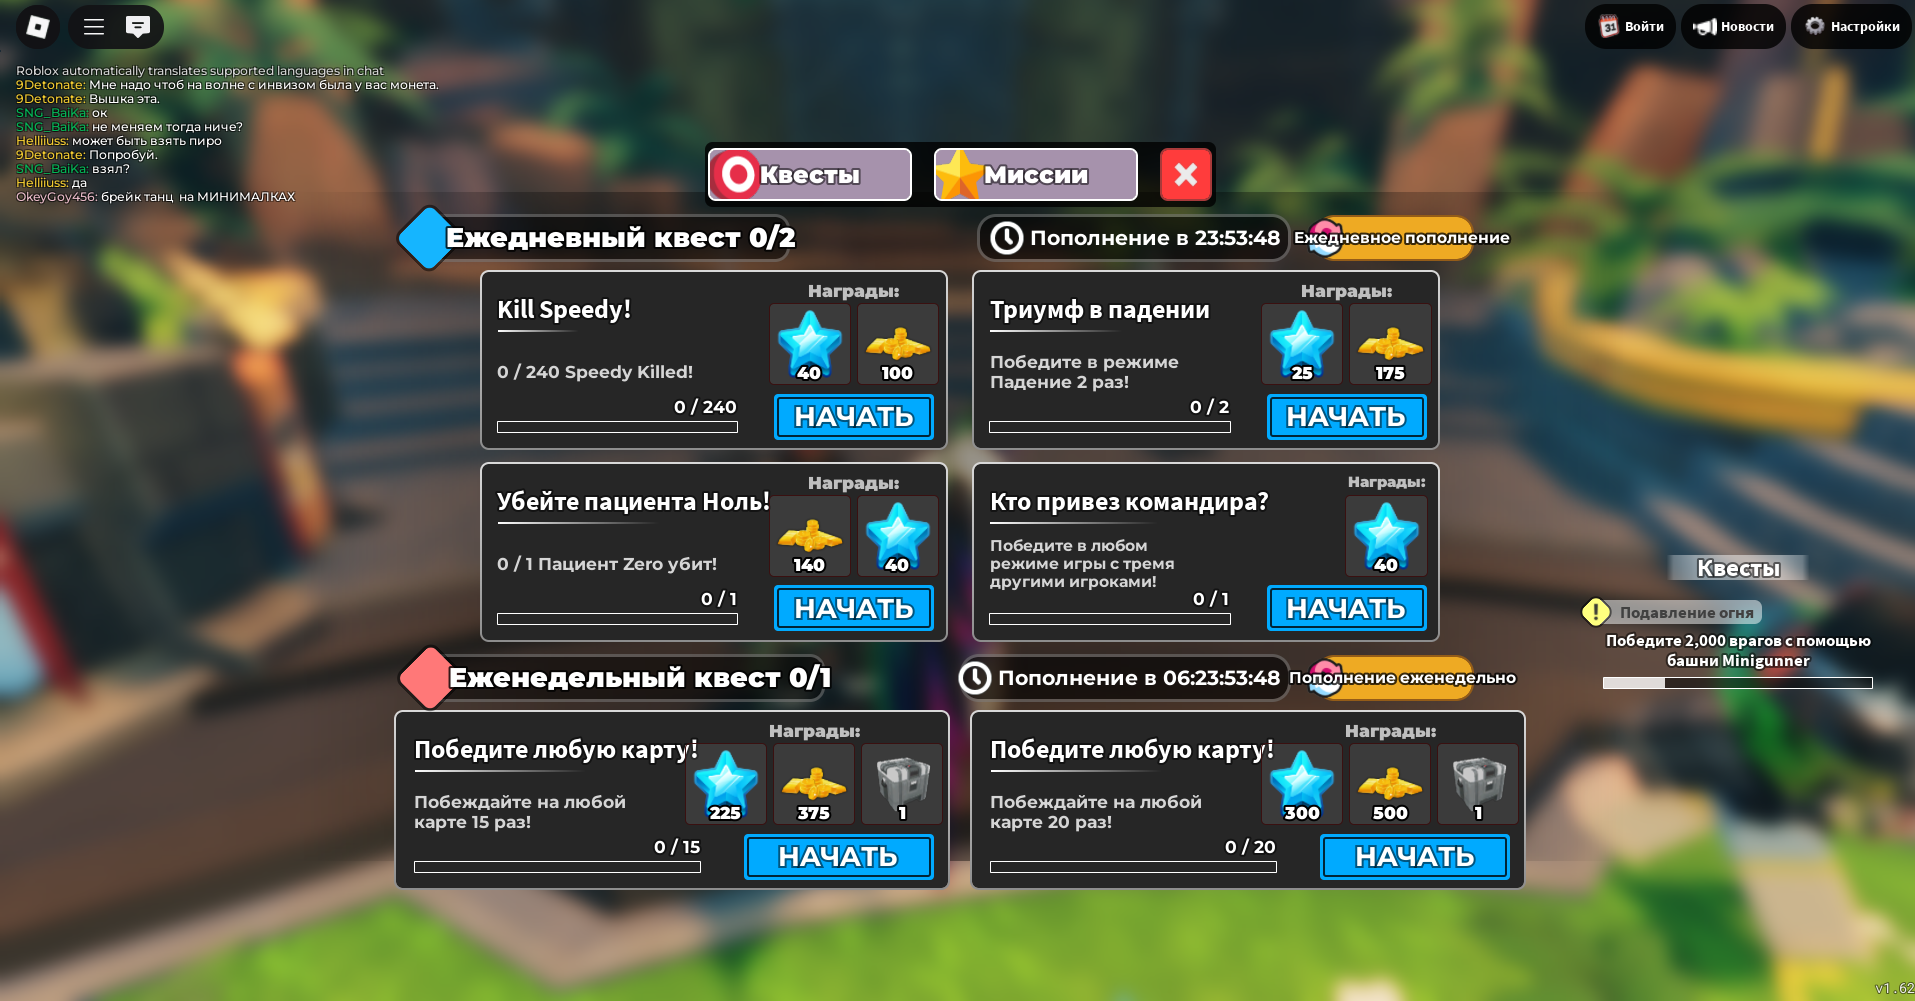 Войти
Новости
Настройки
Roblox automatically translates supported languages in chat
9Detonate: Мне надо чтоб на волне с инвизом была у вас монета.
9Detonate: Вышка эта.
SNG_BaiKa: ок
SNG_BaiKa: не меняем тогда ниче?
Helliiuss: может быть взять пиро
9Detonate: Попробуй.
SNG_BaiKa: взял?
Helliiuss: да
OkeyGoy456: брейк танц на МИНИМАЛКАХ
Квесты
Миссии
Ежедневный квест 0/2
Пополнение в 23:53:48
Ежедневное пополнение
Kill Speedy!
Награды:
40
100
0 / 240 Speedy Killed!
0 / 240
НАЧАТЬ
Триумф в падении
Награды:
25
175
Победите в режиме
Падение 2 раз!
0 / 2
НАЧАТЬ
Убейте пациента Ноль!
Награды:
140
40
0 / 1 Пациент Zero убит!
0 / 1
НАЧАТЬ
Кто привез командира?
Награды:
40
Победите в любом
режиме игры с тремя
другими игроками!
0 / 1
НАЧАТЬ
Еженедельный квест 0/1
Пополнение в 06:23:53:48
Пополнение еженедельно
Победите любую карту!
Награды:
225
375
1
Побеждайте на любой
карте 15 раз!
0 / 15
НАЧАТЬ
Победите любую карту!
Награды:
300
500
1
Побеждайте на любой
карте 20 раз!
0 / 20
НАЧАТЬ
Квесты
! Подавление огня
Победите 2,000 врагов с помощью
башни Minigunner
v1.62